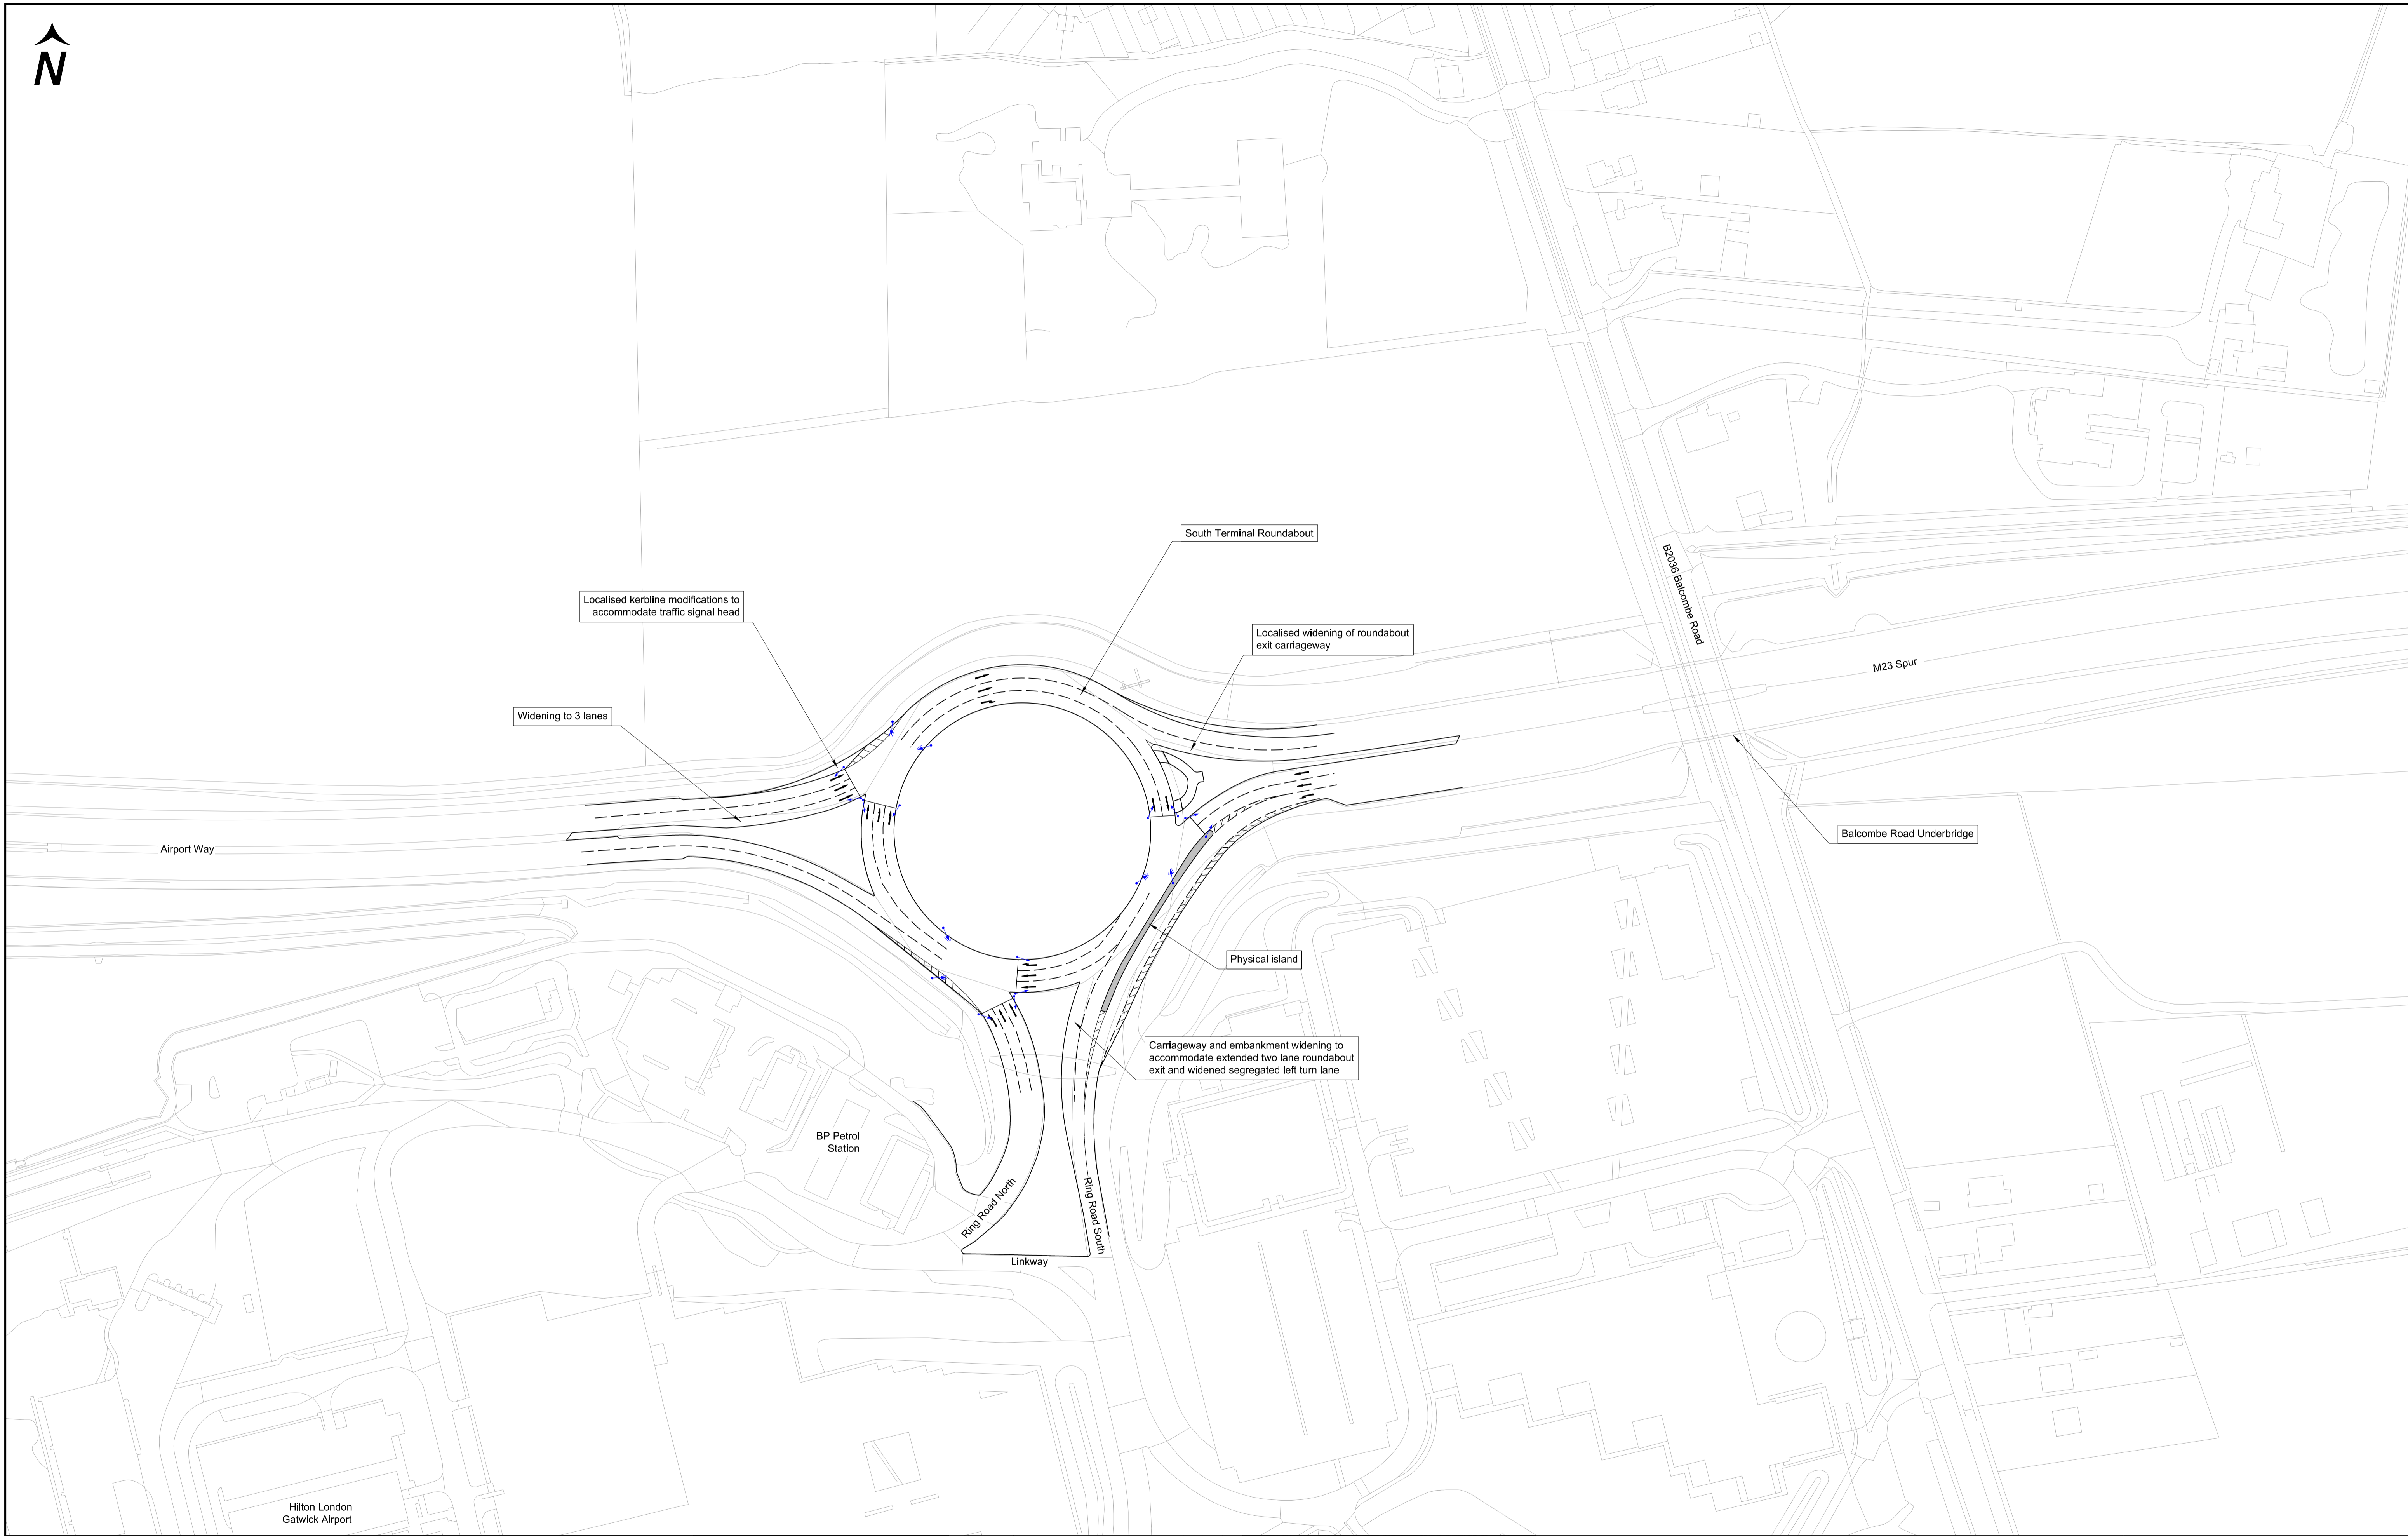 N
South Terminal Roundabout
B2036 Balcombe Road
Localised kerbline modifications to
accommodate traffic signal head
Localised widening of roundabout
exit carriageway
M23 Spur
Widening to 3 lanes
Balcombe Road Underbridge
Airport Way
Physical island
Carriageway and embankment widening to
accommodate extended two lane roundabout
exit and widened segregated left turn lane
BP Petrol
Station
Ring Road North
Ring Road South
Linkway
Hilton London
Gatwick Airport